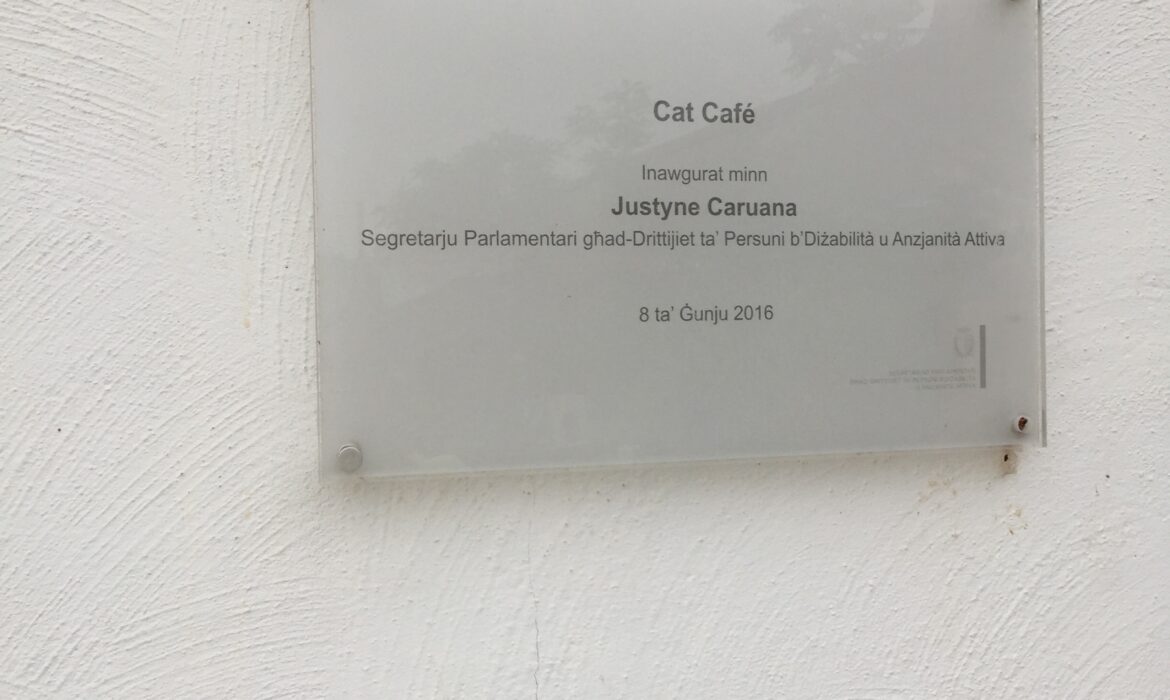 Cat Café
Inawgurat minn
Justyne Caruana
Segretarju Parlamentari għad-Drittijiet ta' Persuni b'Diżabilità u Anzjanità Attiva
8 ta' Ġunju 2016